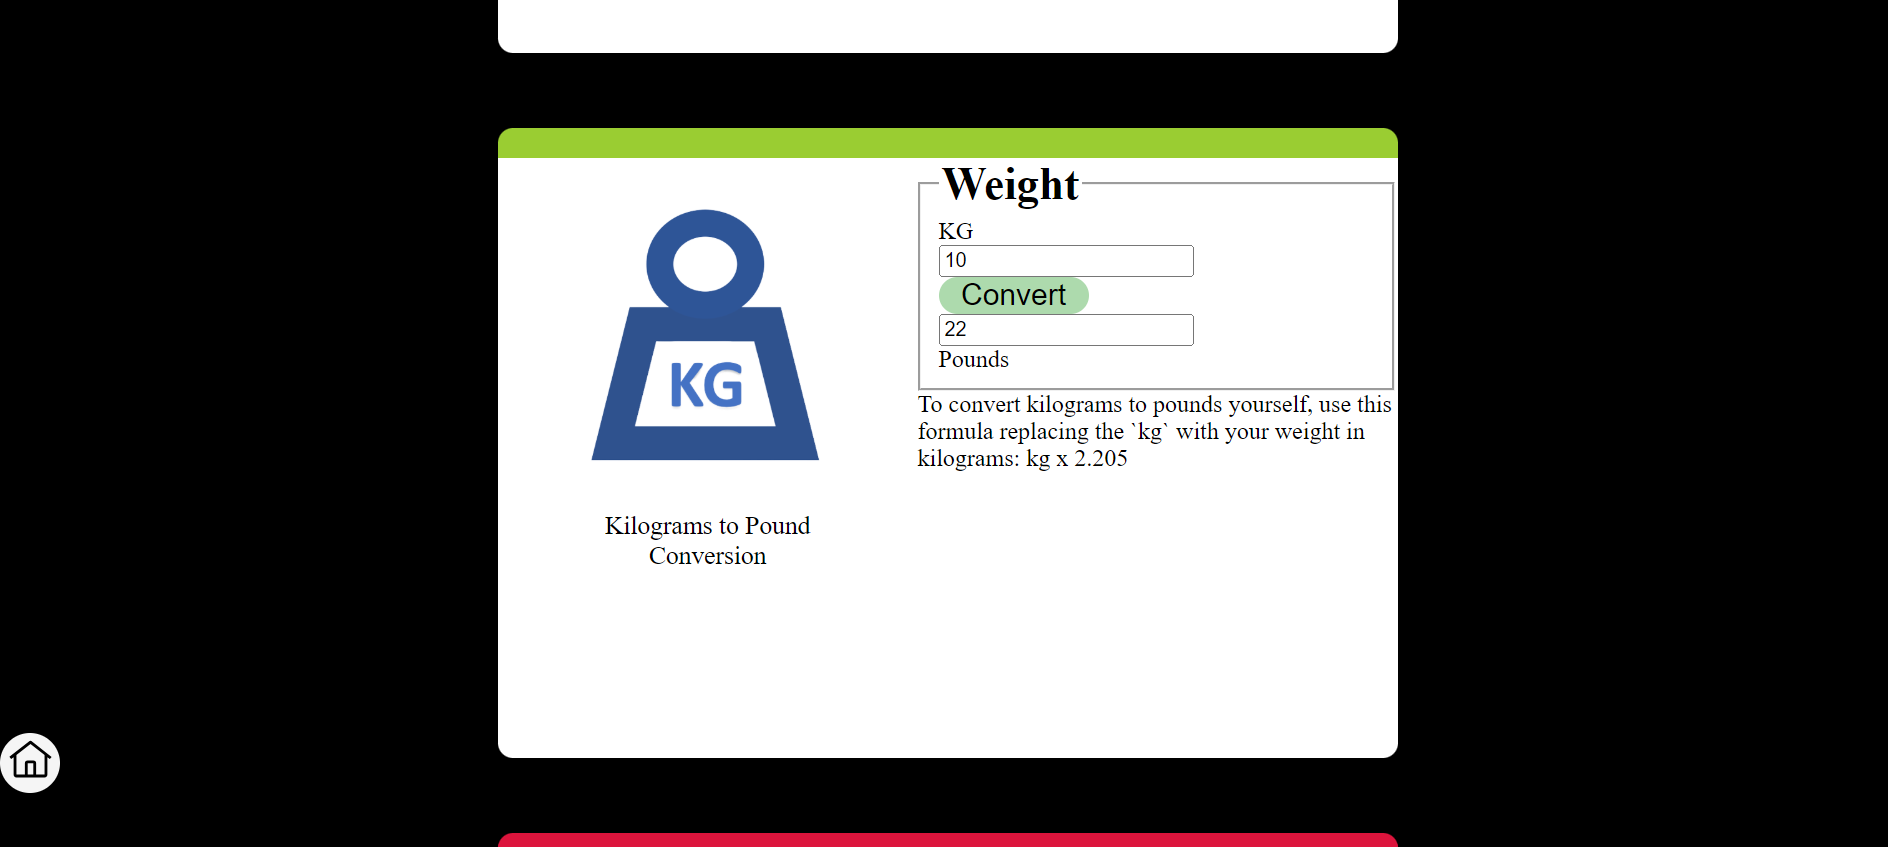 Weight
KG
10
Convert
22
Pounds
To convert kilograms to pounds yourself, use this
formula replacing the `kg` with your weight in
kilograms: kg x 2.205
KG
Kilograms to Pound
Conversion